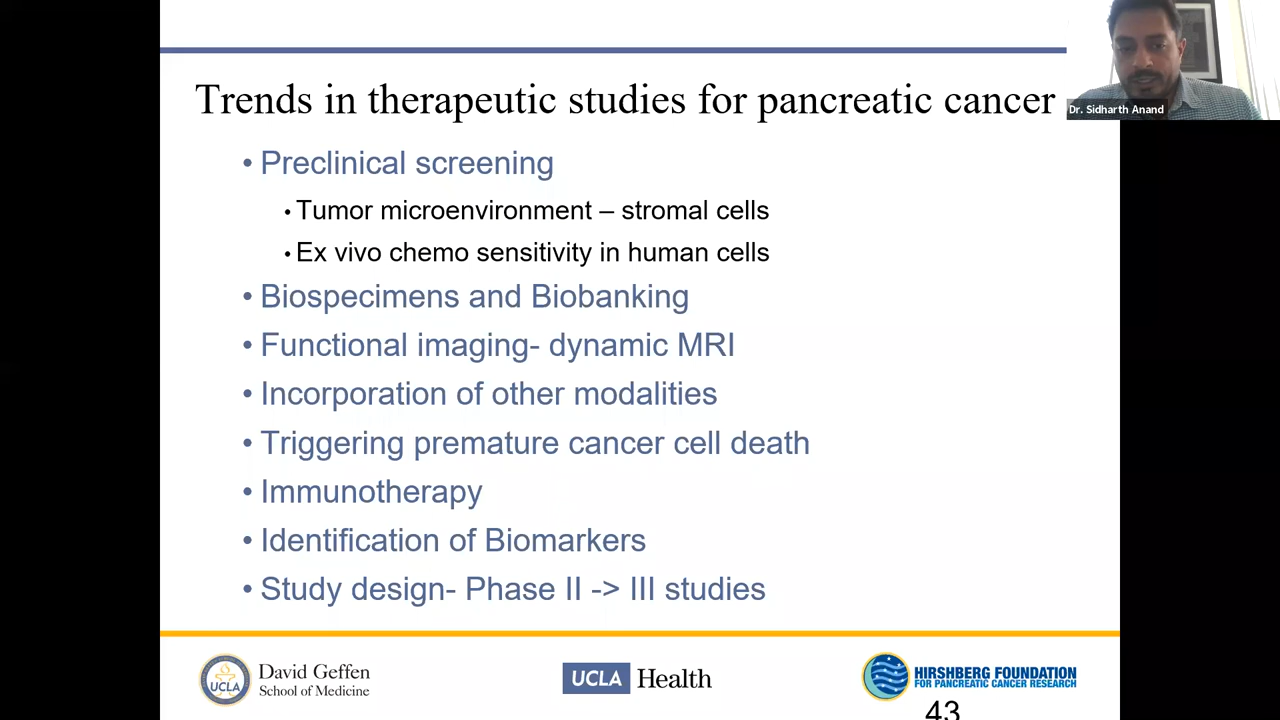 Trends in therapeutic studies for pancreatic cancer
Dr. Sidharth Anand
• Preclinical screening
• Tumor microenvironment – stromal cells
• Ex vivo chemo sensitivity in human cells
• Biospecimens and Biobanking
• Functional imaging- dynamic MRI
• Incorporation of other modalities
• Triggering premature cancer cell death
• Immunotherapy
• Identification of Biomarkers
• Study design- Phase II -> III studies
UCLA
David Geffen
School of Medicine
UCLA Health
HIRSHBERG FOUNDATION
FOR PANCREATIC CANCER RESEARCH
43